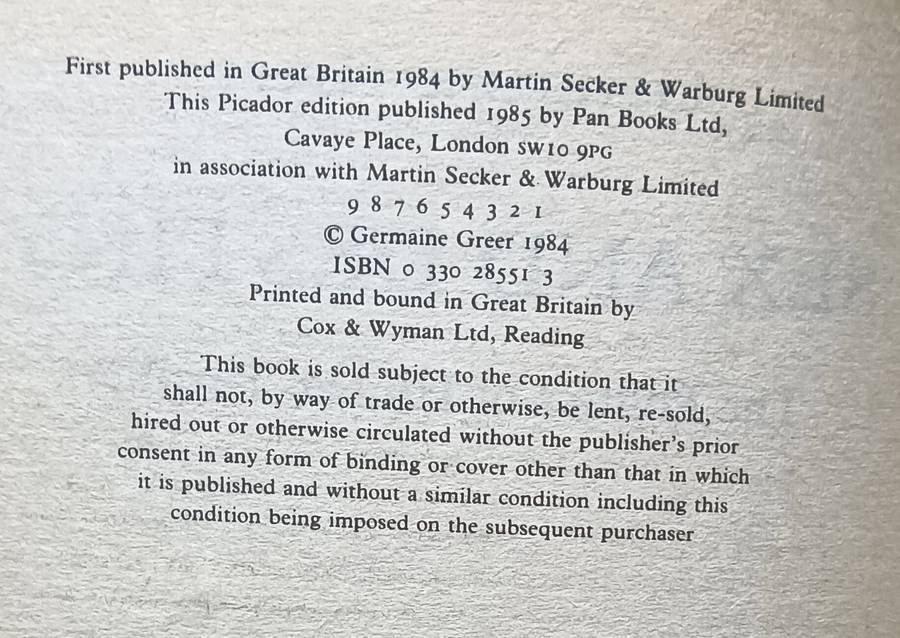 First published in Great Britain 1984 by Martin Secker & Warburg Limited
This Picador edition published 1985 by Pan Books Ltd,
Cavaye Place, London SW10 9PG
in association with Martin Secker & Warburg Limited
9 8 7 6 5 4 3 2 1
© Germaine Greer 1984
ISBN 0 330 28551 3
Printed and bound in Great Britain by
Cox & Wyman Ltd, Reading
This book is sold subject to the condition that it
shall not, by way of trade or otherwise, be lent, re-sold,
hired out or otherwise circulated without the publisher's prior
consent in any form of binding or cover other than that in which
it is published and without a similar condition including this
condition being imposed on the subsequent purchaser